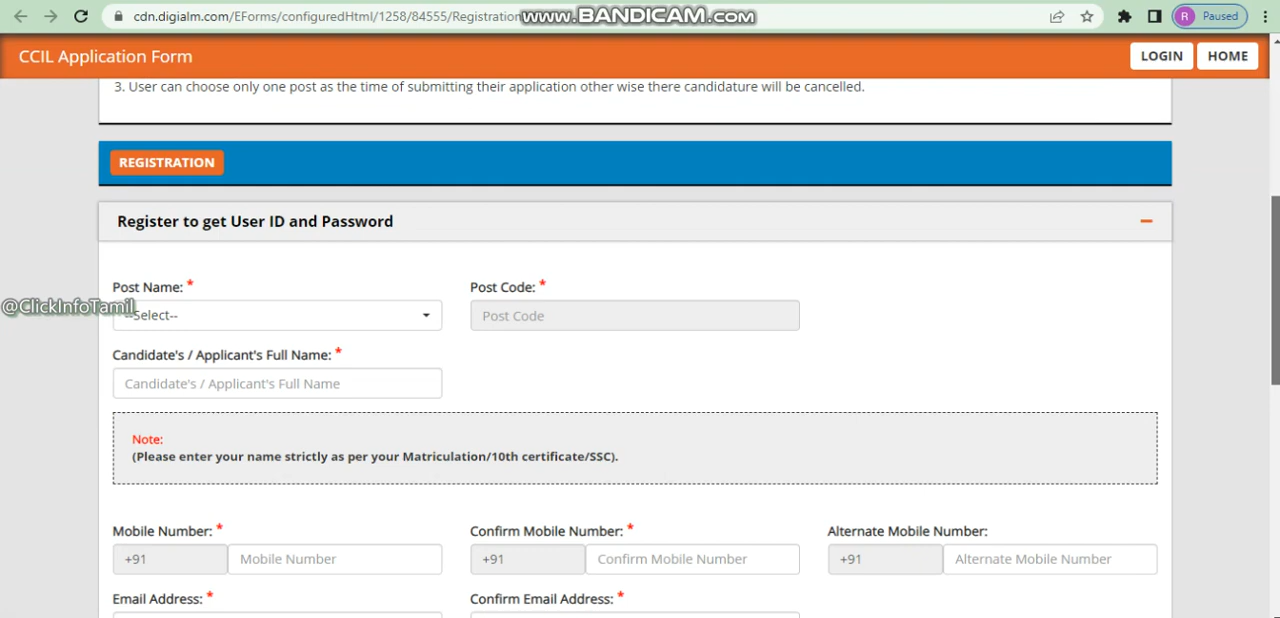 cdn.digialm.com/EForms/configuredHtml/1258/84555/Registration
www.BANDICAM.com
R Paused
CCIL Application Form
LOGIN
HOME
3. User can choose only one post as the time of submitting their application other wise there candidature will be cancelled.
REGISTRATION
Register to get User ID and Password
Post Name: *
Post Code: *
@ClickInfoTamil
--Select--
Post Code
Candidate's / Applicant's Full Name: *
Candidate's / Applicant's Full Name
Note:
(Please enter your name strictly as per your Matriculation/10th certificate/SSC).
Mobile Number: *
Confirm Mobile Number: *
Alternate Mobile Number:
+91 Mobile Number
+91 Confirm Mobile Number
+91 Alternate Mobile Number
Email Address: *
Confirm Email Address: *